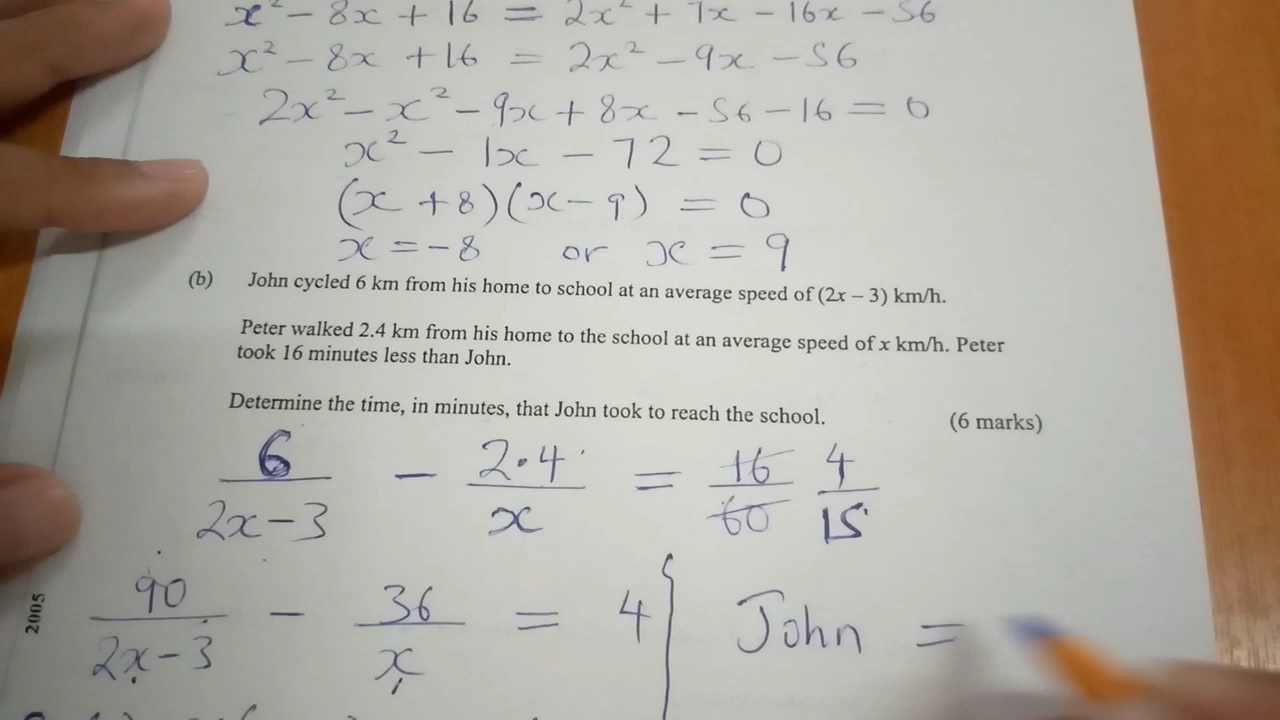 x² - 8x + 16 = 2x² + 7x - 16x - 56
x² - 8x + 16 = 2x² - 9x - 56
2x² - x² - 9x + 8x - 56 - 16 = 0
x² - 1x - 72 = 0
(x + 8)(x - 9) = 0
x = -8 or x = 9
(b) John cycled 6 km from his home to school at an average speed of (2x – 3) km/h.
Peter walked 2.4 km from his home to the school at an average speed of x km/h. Peter
took 16 minutes less than John.
Determine the time, in minutes, that John took to reach the school. (6 marks)
6/(2x-3) - 2.4/x = 16/60 4/15
90/(2x-3) - 36/x = 4
John =
2005